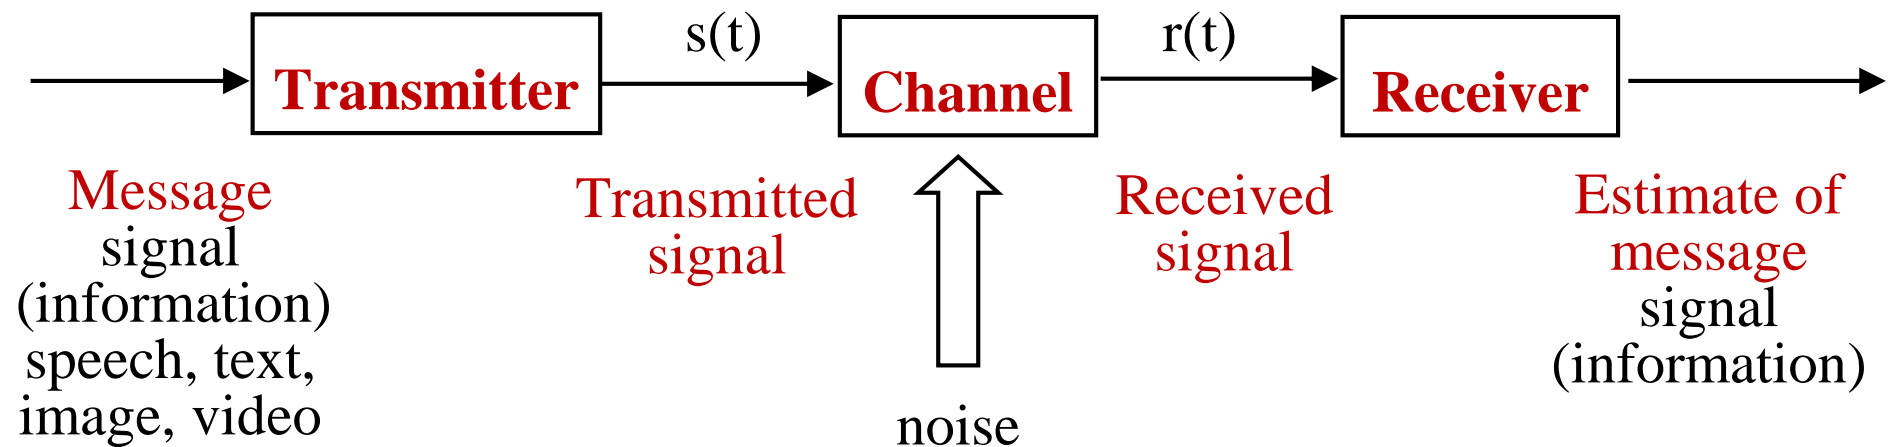 s(t)
r(t)
Transmitter
Channel
Receiver
Message
signal
(information)
speech, text,
image, video
Transmitted
signal
noise
Received
signal
Estimate of
message
signal
(information)